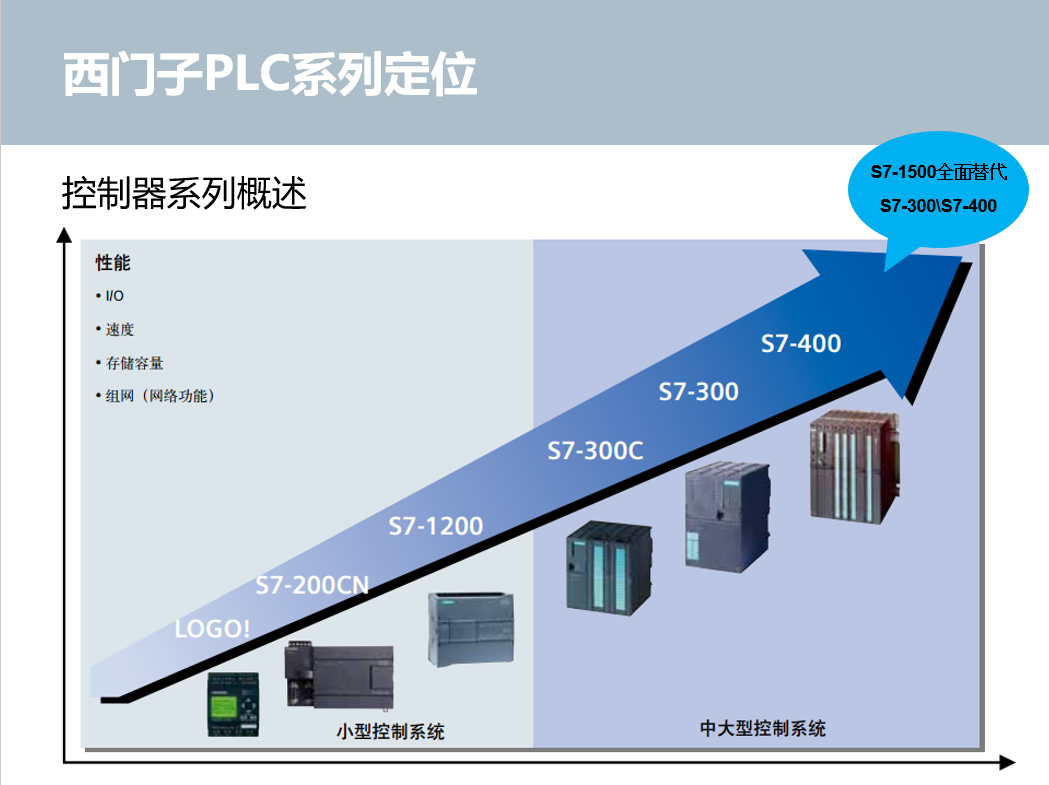 西门子PLC系列定位
S7-1500全面替代
S7-300\S7-400
控制器系列概述
性能
• I/O
• 速度
• 存储容量
• 组网（网络功能）
S7-400
S7-300
S7-300C
S7-1200
S7-200CN
LOGO!
小型控制系统
中大型控制系统